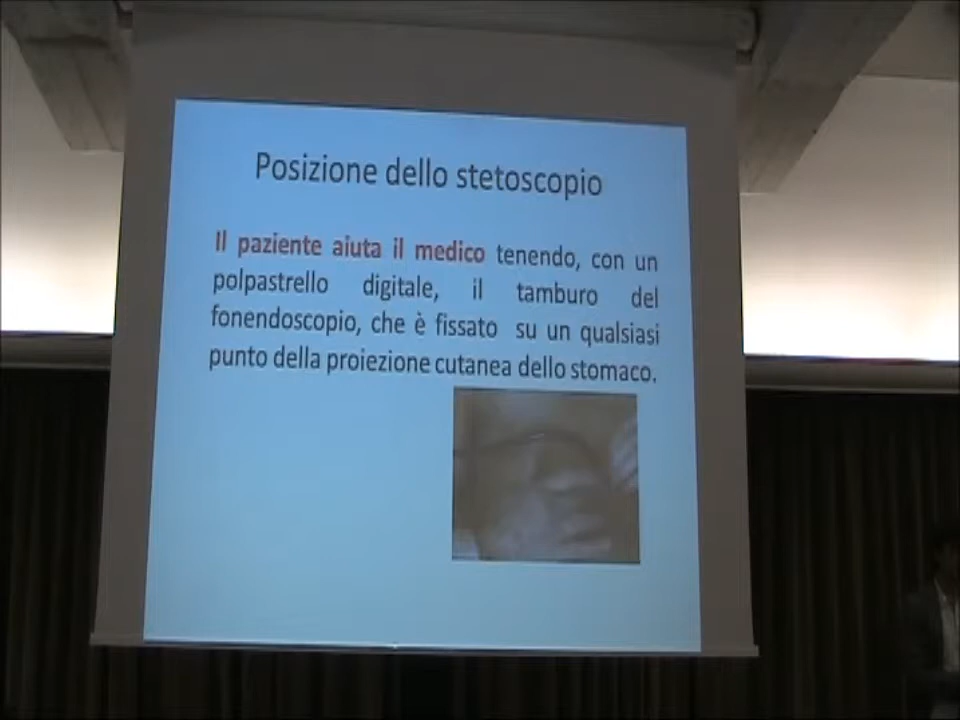 Posizione dello stetoscopio
Il paziente aiuta il medico tenendo, con un
polpastrello digitale, il tamburo del
fonendoscopio, che è fissato su un qualsiasi
punto della proiezione cutanea dello stomaco.